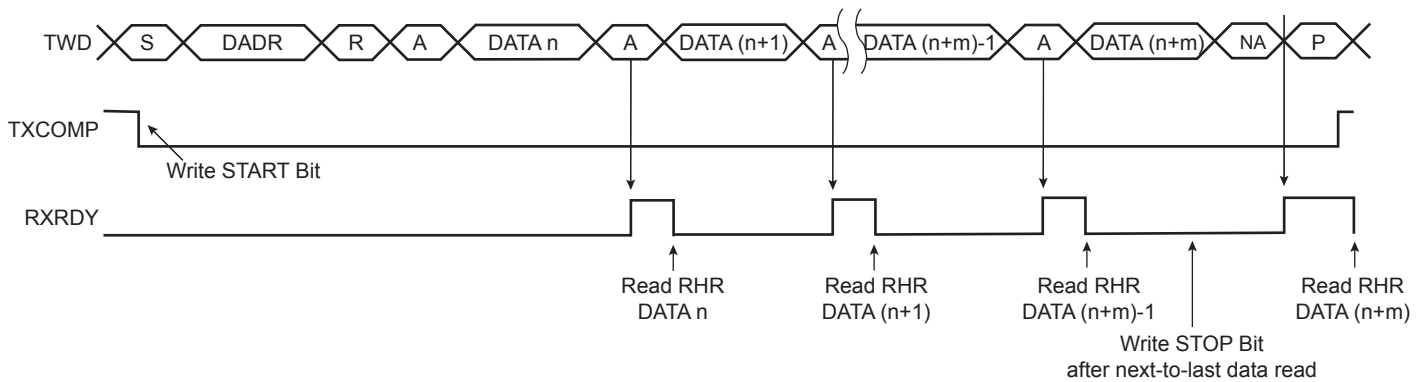 TWD S DADR R A DATA n A DATA (n+1) A DATA (n+m)-1 A DATA (n+m) NA P
TXCOMP
Write START Bit
RXRDY
Read RHR
DATA n
Read RHR
DATA (n+1)
Read RHR
DATA (n+m)-1
Read RHR
DATA (n+m)
Write STOP Bit
after next-to-last data read